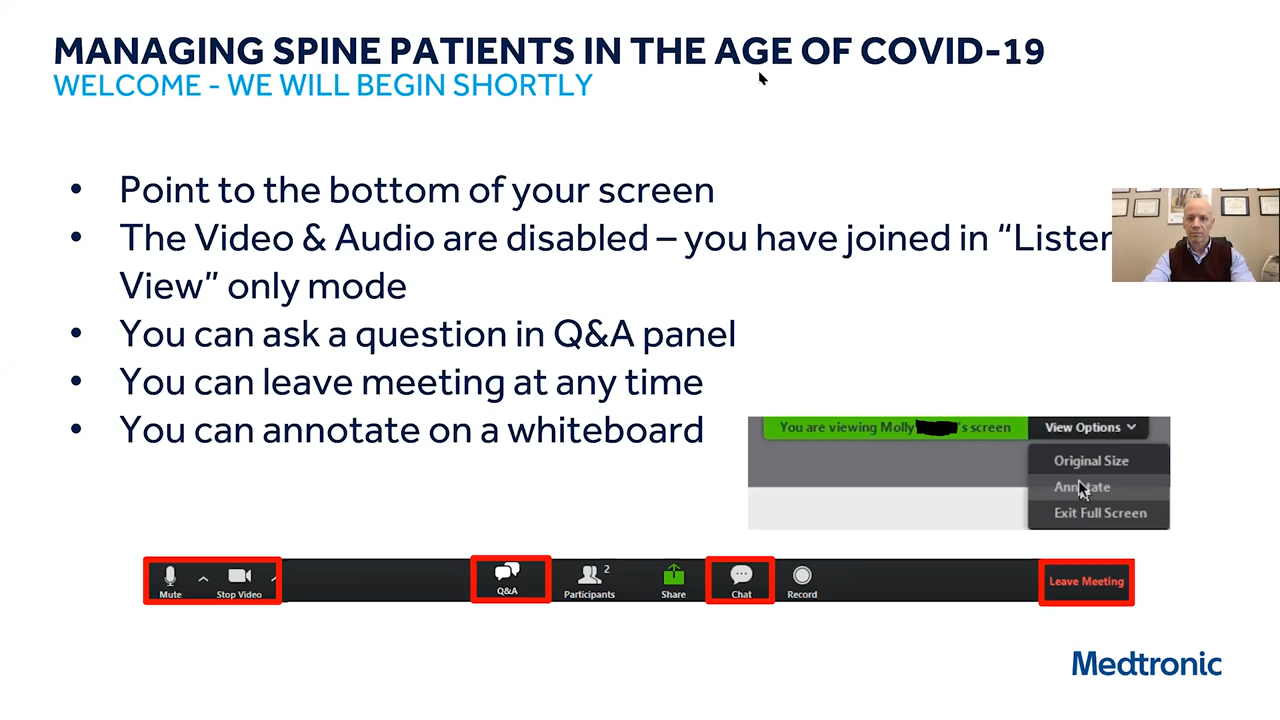 MANAGING SPINE PATIENTS IN THE AGE OF COVID-19
WELCOME - WE WILL BEGIN SHORTLY
• Point to the bottom of your screen
• The Video & Audio are disabled – you have joined in “Listen
View” only mode
• You can ask a question in Q&A panel
• You can leave meeting at any time
• You can annotate on a whiteboard
You are viewing Molly 's screen
View Options
Original Size
Annotate
Exit Full Screen
Mute
Stop Video
Q&A
2
Participants
Share
Chat
Record
Leave Meeting
Medtronic